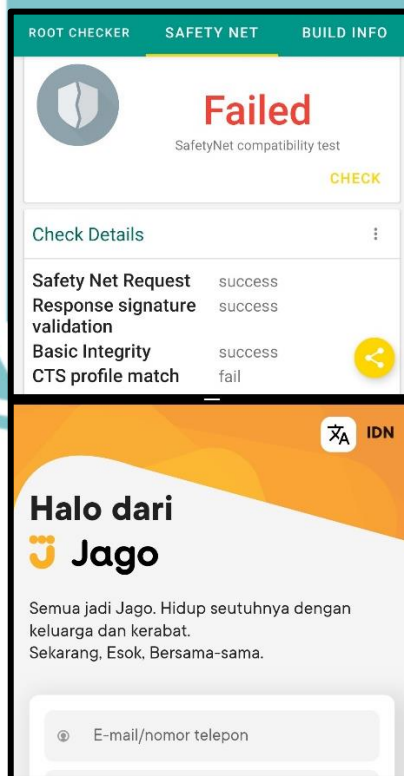 ROOT CHECKER SAFETY NET BUILD INFO
Failed
SafetyNet compatibility test
CHECK
Check Details
Safety Net Request success
Response signature validation success
Basic Integrity success
CTS profile match fail
IDN
Halo dari
Jago
Semua jadi Jago. Hidup seutuhnya dengan
keluarga dan kerabat.
Sekarang, Esok, Bersama-sama.
E-mail/nomor telepon